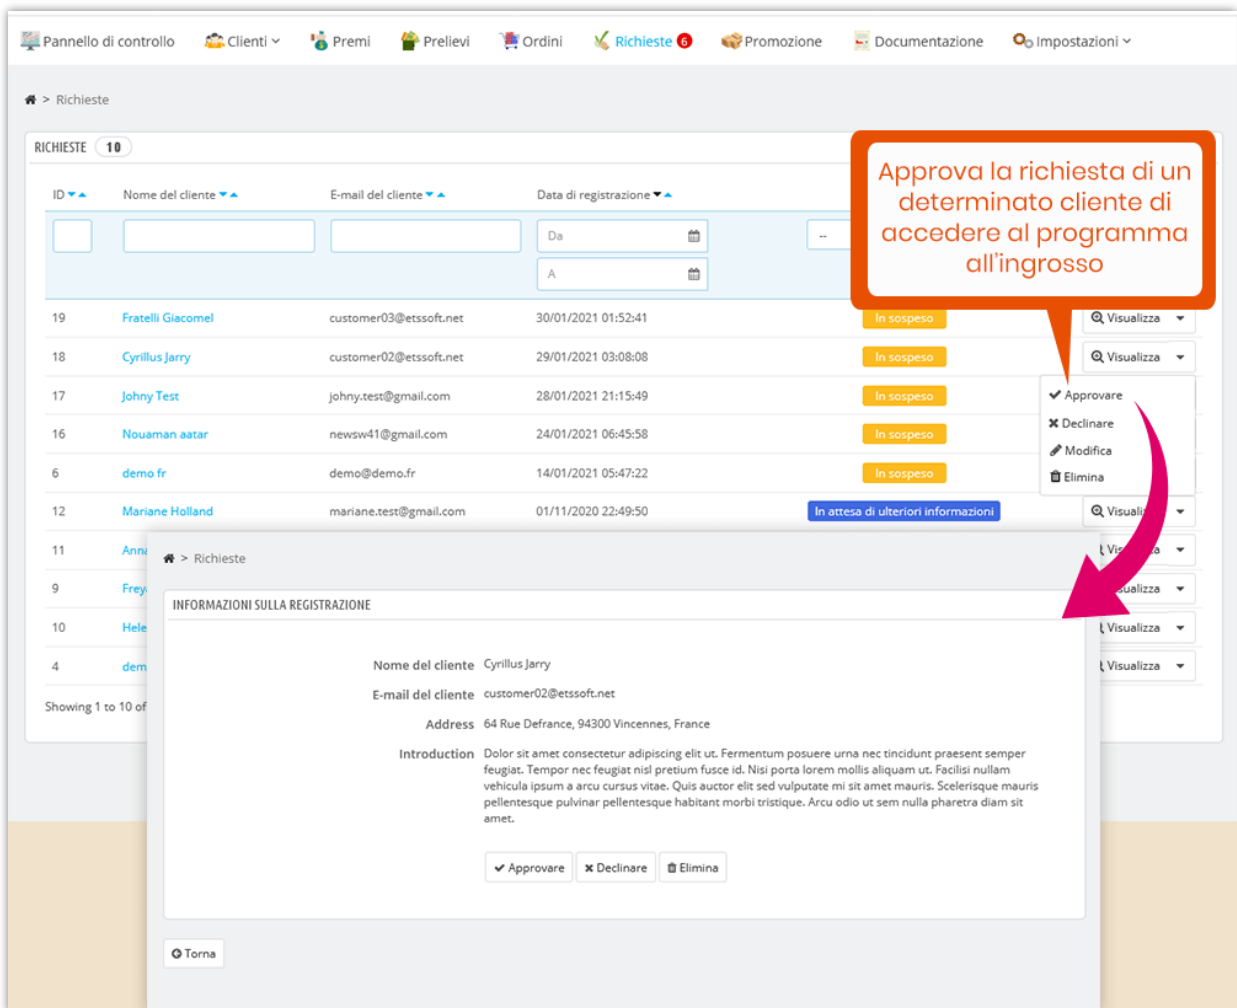 Pannello di controllo Clienti Premi Prelievi Ordini Richieste 6 Promozione Documentazione Impostazioni
> Richieste
RICHIESTE 10
Approva la richiesta di un
determinato cliente di
accedere al programma
all'ingrosso
ID Nome del cliente E-mail del cliente Data di registrazione
Da --
A
19 Fratelli Giacomel customer03@etssoft.net 30/01/2021 01:52:41 In sospeso Visualizza
18 Cyrillus Jarry customer02@etssoft.net 29/01/2021 03:08:08 In sospeso Visualizza
17 Johny Test johny.test@gmail.com 28/01/2021 21:15:49 In sospeso
Approvare
Declinare
Modifica
Elimina
16 Nouaman aatar newsw41@gmail.com 24/01/2021 06:45:58 In sospeso
6 demo fr demo@demo.fr 14/01/2021 05:47:22 In sospeso
12 Mariane Holland mariane.test@gmail.com 01/11/2020 22:49:50 In attesa di ulteriori informazioni Visualizza
11 Anna
9 Frey
10 Hele Visualizza
4 dem Visualizza
Showing 1 to 10 of
> Richieste
INFORMAZIONI SULLA REGISTRAZIONE
Nome del cliente Cyrillus Jarry
E-mail del cliente customer02@etssoft.net
Address 64 Rue Defrance, 94300 Vincennes, France
Introduction Dolor sit amet consectetur adipiscing elit ut. Fermentum posuere urna nec tincidunt praesent semper
feugiat. Tempor nec feugiat nisl pretium fusce id. Nisi porta lorem mollis aliquam ut. Facilisi nullam
vehicula ipsum a arcu cursus vitae. Quis auctor elit sed vulputate mi sit amet mauris. Scelerisque mauris
pellentesque pulvinar pellentesque habitant morbi tristique. Arcu odio ut sem nulla pharetra diam sit
amet.
Approvare Declinare Elimina
Torna